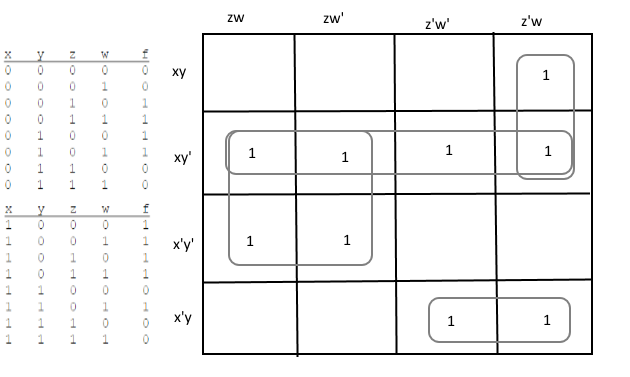 x y z w f
0 0 0 0 0
0 0 0 1 0
0 0 1 0 1
0 0 1 1 1
0 1 0 0 1
0 1 0 1 1
0 1 1 0 0
0 1 1 1 0
x y z w f
1 0 0 0 1
1 0 0 1 1
1 0 1 0 1
1 0 1 1 1
1 1 0 0 0
1 1 0 1 1
1 1 1 0 0
1 1 1 1 0
zw zw' z'w' z'w
xy 1
xy' 1 1 1 1
x'y' 1 1
x'y 1 1